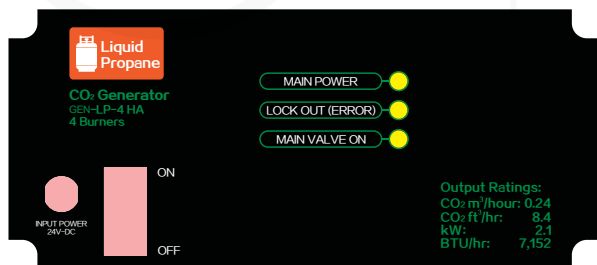 Liquid
Propane
CO₂ Generator
GEN-LP-4 HA
4 Burners
MAIN POWER
LOCK OUT (ERROR)
MAIN VALVE ON
ON
OFF
INPUT POWER
24V-DC
Output Ratings:
CO₂ m³/hour: 0.24
CO₂ ft³/hr: 8.4
kW: 2.1
BTU/hr: 7,152